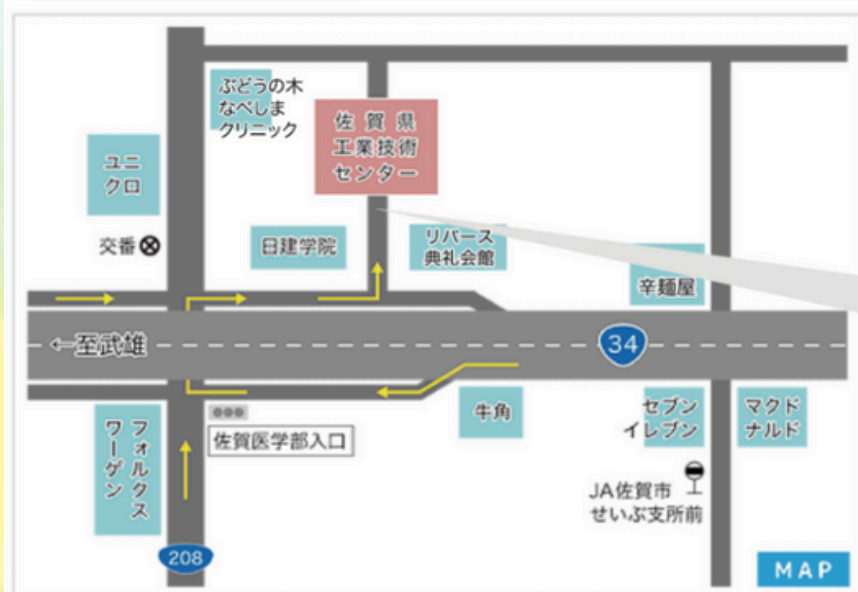 ぶどうの木
なべしま
クリニック
佐賀県
工業技術
センター
ユニ
クロ
交番
日建学院
リバース
典礼会館
辛麺屋
←至武雄
34
フォルクス
ワーゲン
佐賀医学部入口
牛角
セブン
イレブン
マクド
ナルド
JA佐賀市
せいぶ支所前
208
MAP